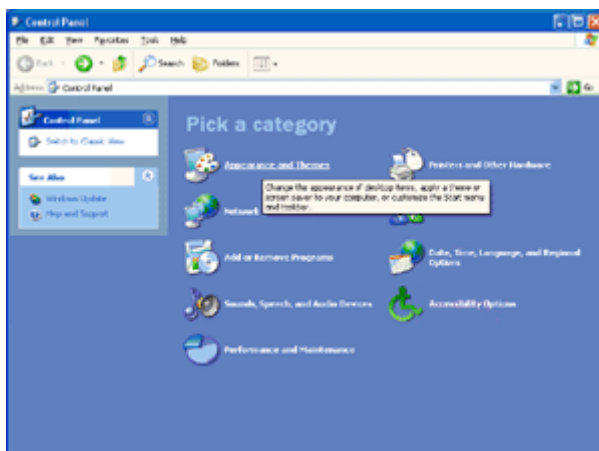 Control Panel
File Edit View Favorites Tools Help
Back Search Folders
Address Control Panel Go
Control Panel
Switch to Classic View
See Also
Windows Update
Help and Support
Pick a category
Appearance and Themes
Printers and Other Hardware
Change the appearance of desktop items, apply a theme or
screen saver to your computer, or customize the Start menu
and taskbar.
Network
Add or Remove Programs
Date, Time, Language, and Regional
Options
Sounds, Speech, and Audio Devices
Accessibility Options
Performance and Maintenance